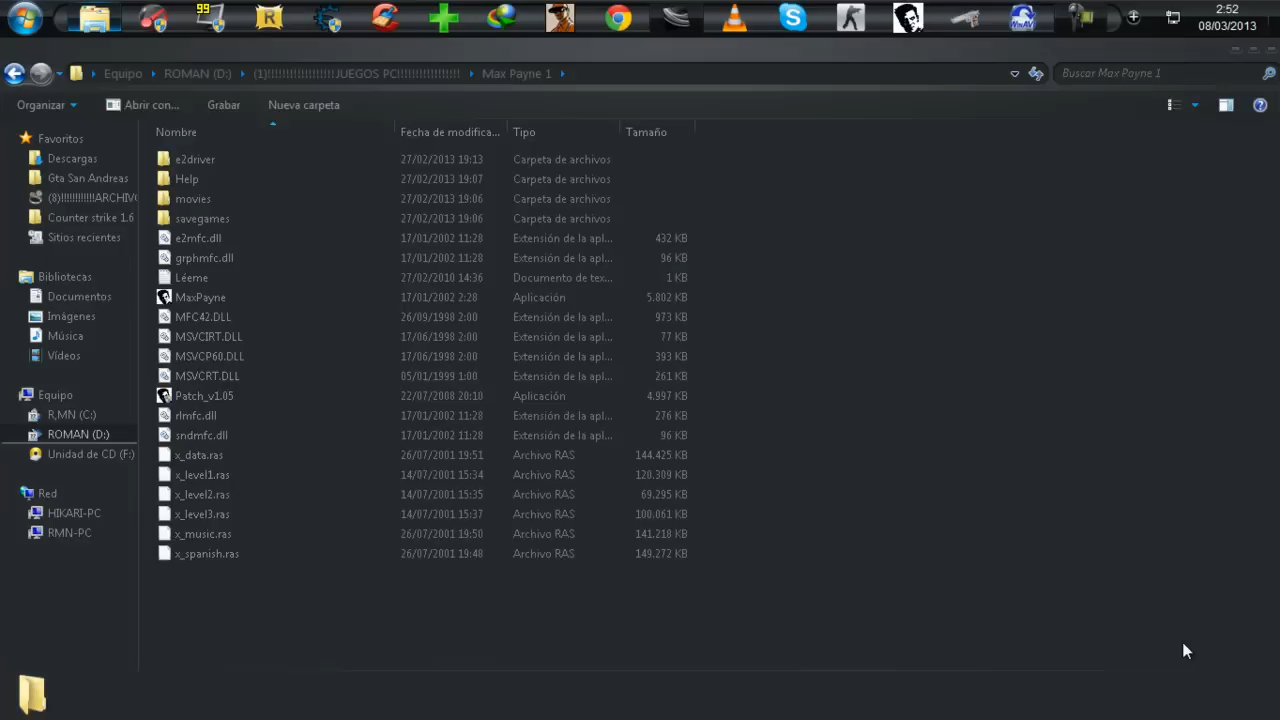 99
2:52
08/03/2013
Equipo ROMAN (D:) (1)!!!!!!!!!!!!!!!!!!JUEGOS PC!!!!!!!!!!!!!!!!! Max Payne 1
Buscar Max Payne 1
Organizar Abrir con... Grabar Nueva carpeta
Nombre Fecha de modifica... Tipo Tamaño
Favoritos
Descargas
Gta San Andreas
(8)!!!!!!!!!!!!ARCHIV
Counter strike 1.6
Sitios recientes
Bibliotecas
Documentos
Imágenes
Música
Vídeos
Equipo
R,MN (C:)
ROMAN (D:)
Unidad de CD (F:)
Red
HIKARI-PC
RMN-PC
e2driver 27/02/2013 19:13 Carpeta de archivos
Help 27/02/2013 19:07 Carpeta de archivos
movies 27/02/2013 19:06 Carpeta de archivos
savegames 27/02/2013 19:06 Carpeta de archivos
e2mfc.dll 17/01/2002 11:28 Extensión de la apl... 432 KB
grphmfc.dll 17/01/2002 11:28 Extensión de la apl... 96 KB
Léeme 27/02/2010 14:36 Documento de tex... 1 KB
MaxPayne 17/01/2002 2:28 Aplicación 5.802 KB
MFC42.DLL 26/09/1998 2:00 Extensión de la apl... 973 KB
MSVCIRT.DLL 17/06/1998 2:00 Extensión de la apl... 77 KB
MSVCP60.DLL 17/06/1998 2:00 Extensión de la apl... 393 KB
MSVCRT.DLL 05/01/1999 1:00 Extensión de la apl... 261 KB
Patch_v1.05 22/07/2008 20:10 Aplicación 4.997 KB
rlmfc.dll 17/01/2002 11:28 Extensión de la apl... 276 KB
sndmfc.dll 17/01/2002 11:28 Extensión de la apl... 96 KB
x_data.ras 26/07/2001 19:51 Archivo RAS 144.425 KB
x_level1.ras 14/07/2001 15:34 Archivo RAS 120.309 KB
x_level2.ras 14/07/2001 15:35 Archivo RAS 69.295 KB
x_level3.ras 14/07/2001 15:37 Archivo RAS 100.061 KB
x_music.ras 26/07/2001 19:50 Archivo RAS 141.218 KB
x_spanish.ras 26/07/2001 19:48 Archivo RAS 149.272 KB